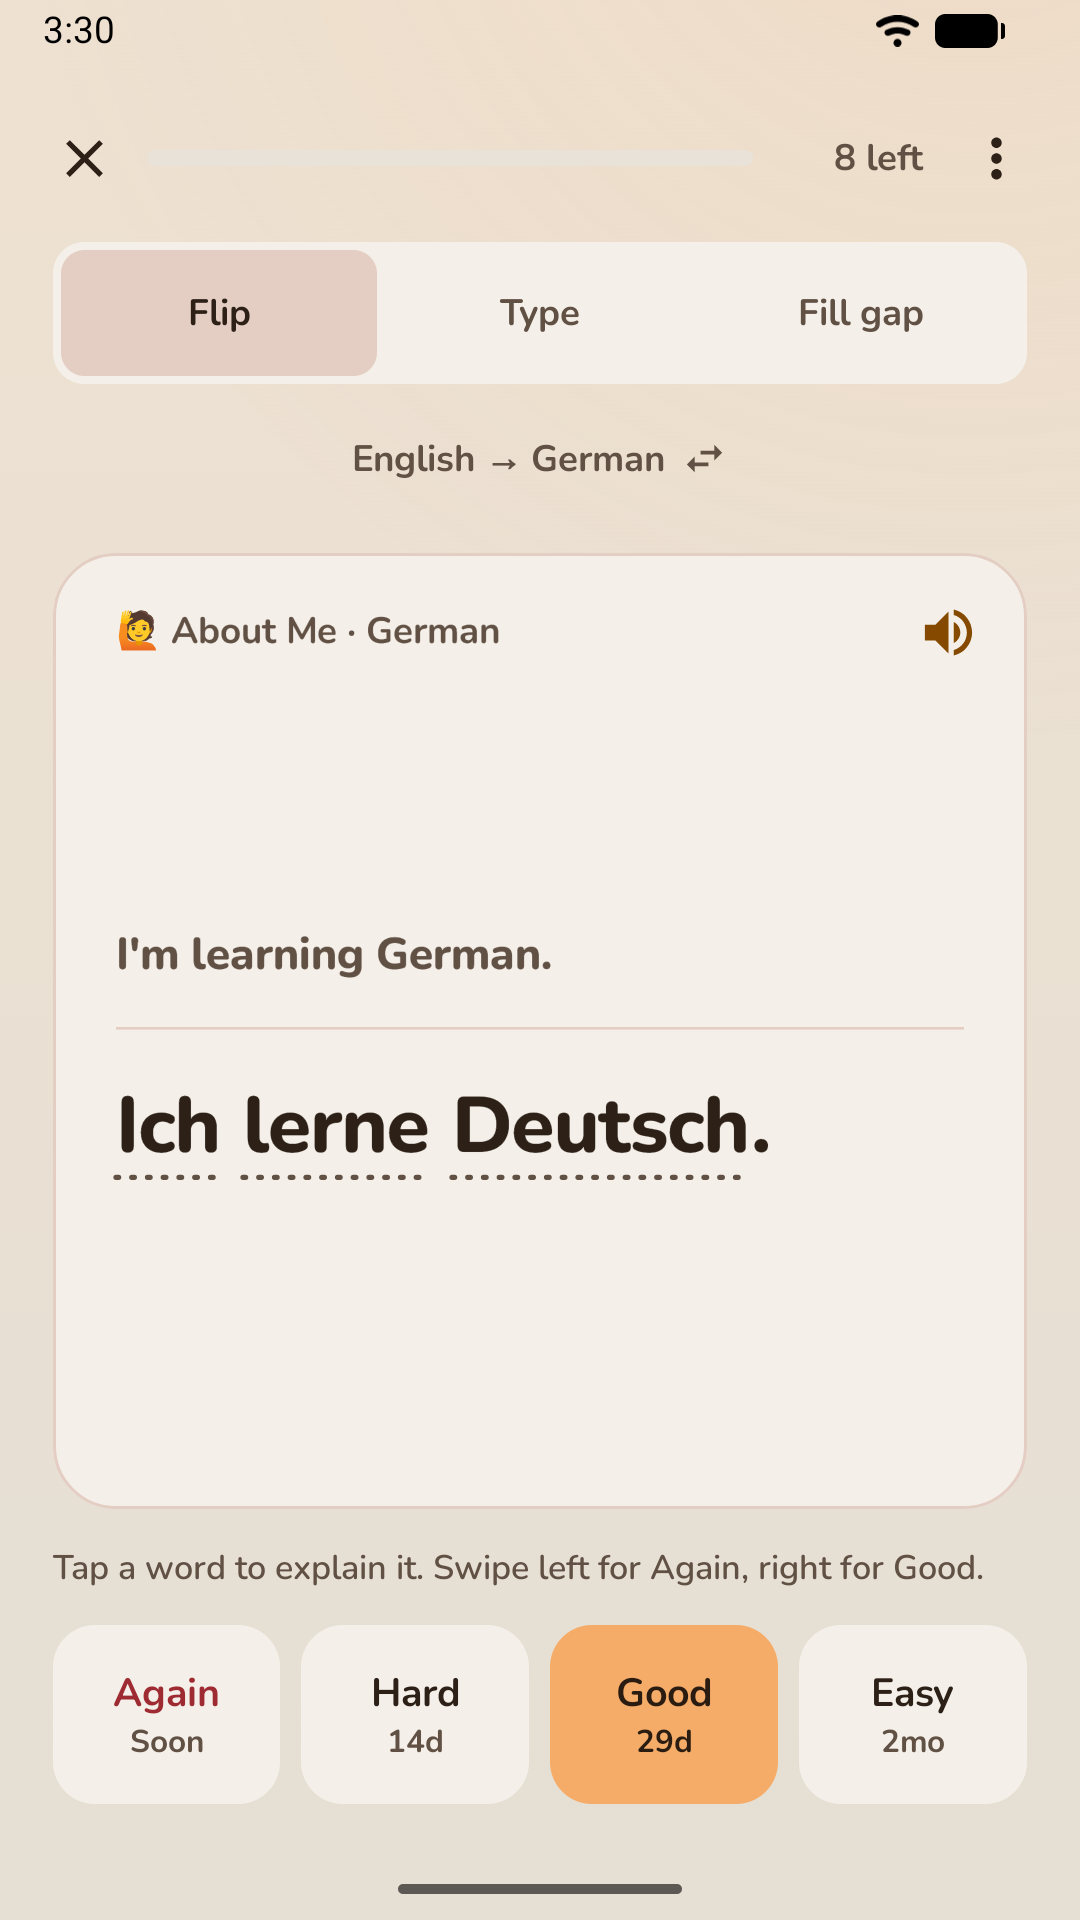 3:30
8 left
Flip
Type
Fill gap
English → German
🙋 About Me · German
I'm learning German.
Ich lerne Deutsch.
Tap a word to explain it. Swipe left for Again, right for Good.
Again
Soon
Hard
14d
Good
29d
Easy
2mo